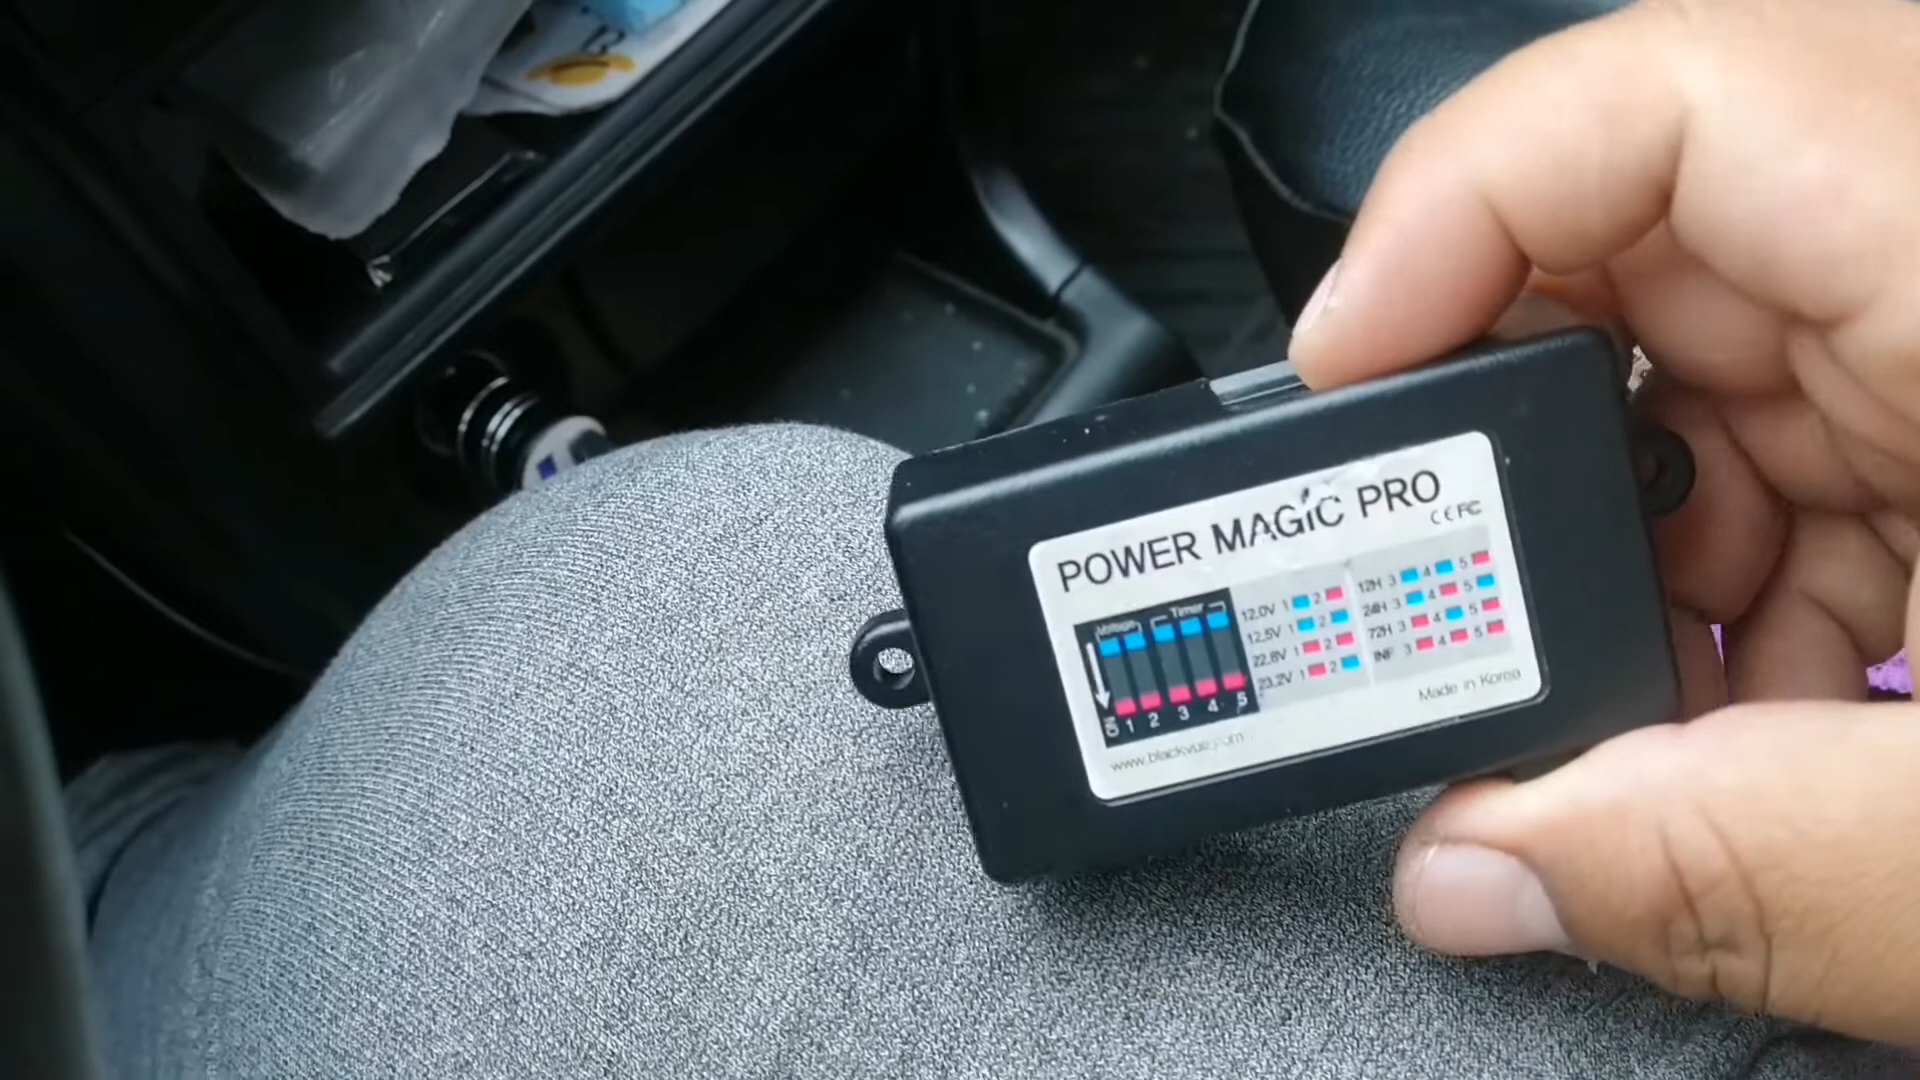 POWER MAGIC PRO
CE FC
Voltage Timer
ON 1 2 3 4 5
12.0V 1 2
12.5V 1 2
22.8V 1 2
23.2V 1 2
12H 3 4 5
24H 3 4 5
72H 3 4 5
INF 3 4 5
www.blackvue.com
Made in Korea